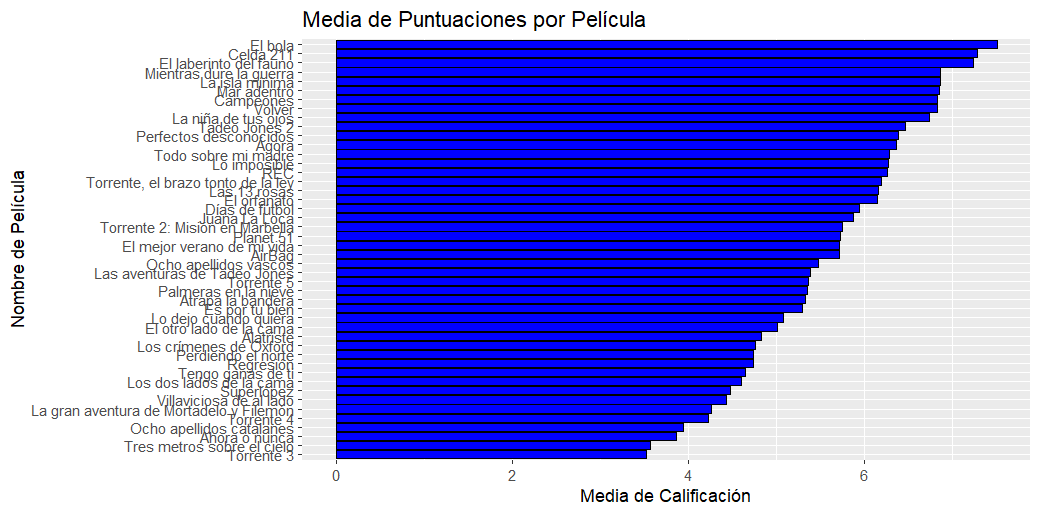 Media de Puntuaciones por Película
Nombre de Película
El bola
Celda 211
El laberinto del fauno
Mientras dure la guerra
La isla mínima
Mar adentro
Campeones
Volver
La niña de tus ojos
Tadeo Jones 2
Perfectos desconocidos
Agora
Todo sobre mi madre
Lo imposible
REC
Torrente, el brazo tonto de la ley
Las 13 rosas
El orfanato
Días de fútbol
Juana La Loca
Torrente 2: Misión en Marbella
Planet 51
El mejor verano de mi vida
AirBag
Ocho apellidos vascos
Las aventuras de Tadeo Jones
Torrente 5
Palmeras en la nieve
Atrapa la bandera
Es por tu bien
Lo dejo cuando quiera
El otro lado de la cama
Alatriste
Los crímenes de Oxford
Perdiendo el norte
Regresión
Tengo ganas de ti
Los dos lados de la cama
Superlópez
Villaviciosa de al lado
La gran aventura de Mortadelo y Filemón
Torrente 4
Ocho apellidos catalanes
Ahora o nunca
Tres metros sobre el cielo
Torrente 3
0 2 4 6
Media de Calificación